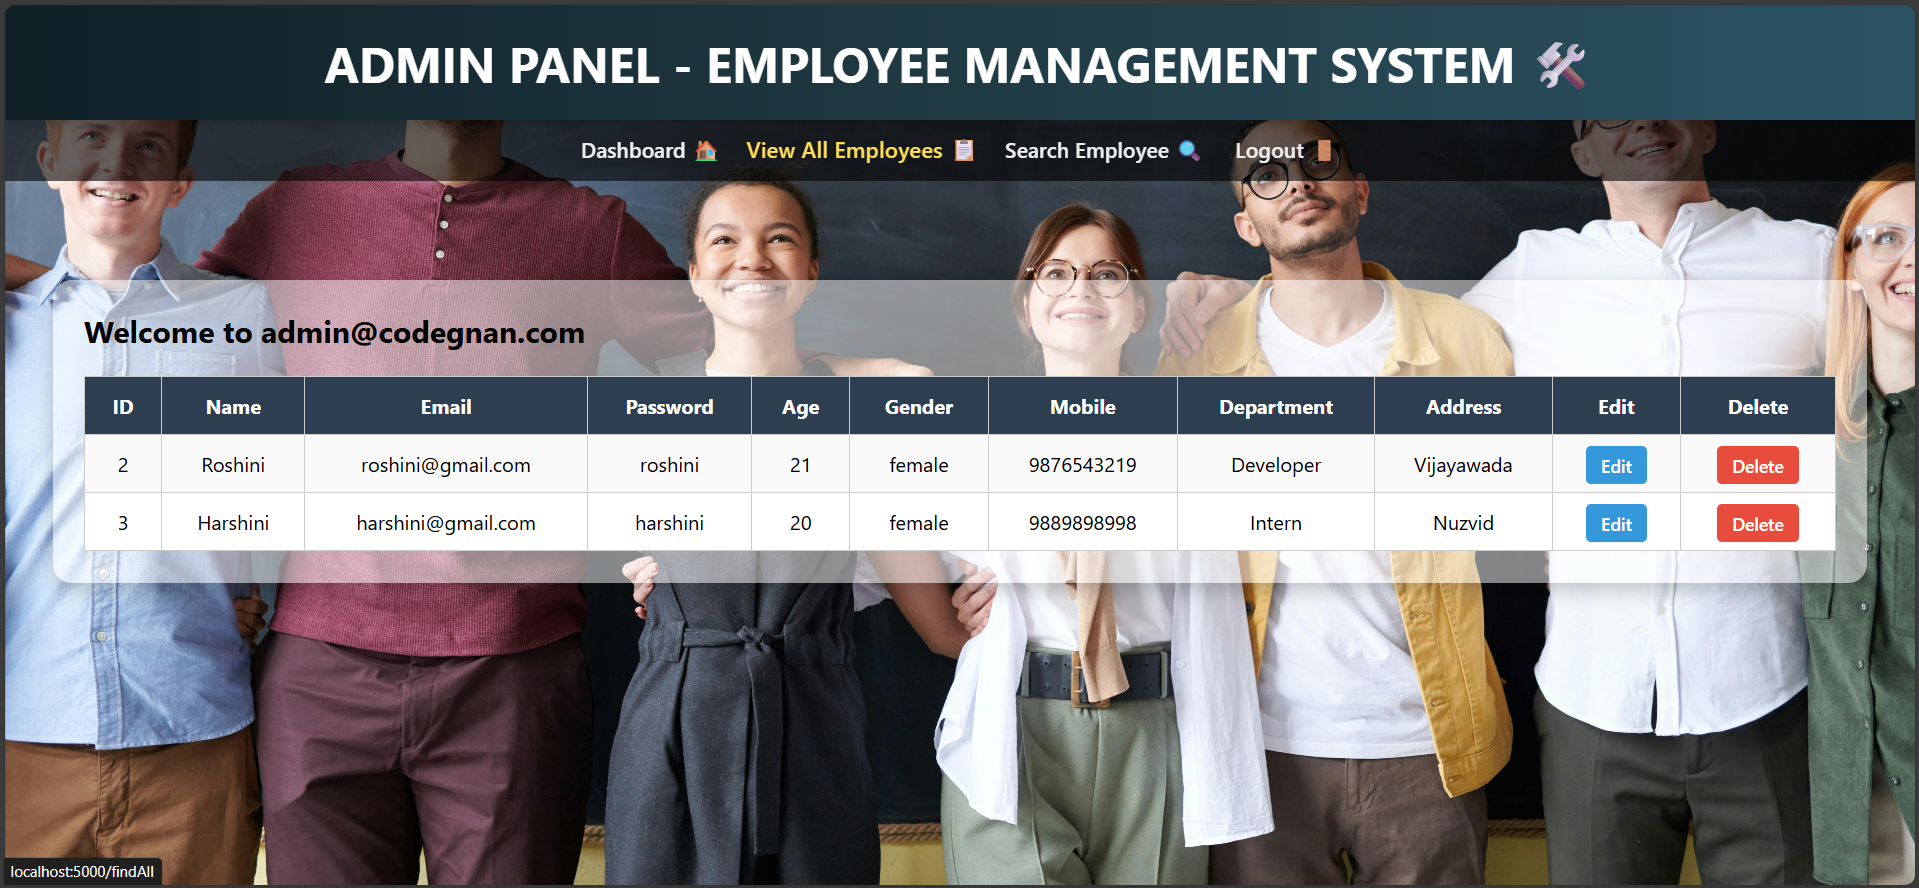 ADMIN PANEL - EMPLOYEE MANAGEMENT SYSTEM 🛠️
Dashboard 🏠 View All Employees 📋 Search Employee 🔍 Logout 🚪
Welcome to admin@codegnan.com
ID Name Email Password Age Gender Mobile Department Address Edit Delete
2 Roshini roshini@gmail.com roshini 21 female 9876543219 Developer Vijayawada Edit Delete
3 Harshini harshini@gmail.com harshini 20 female 9889898998 Intern Nuzvid Edit Delete
localhost:5000/findAll